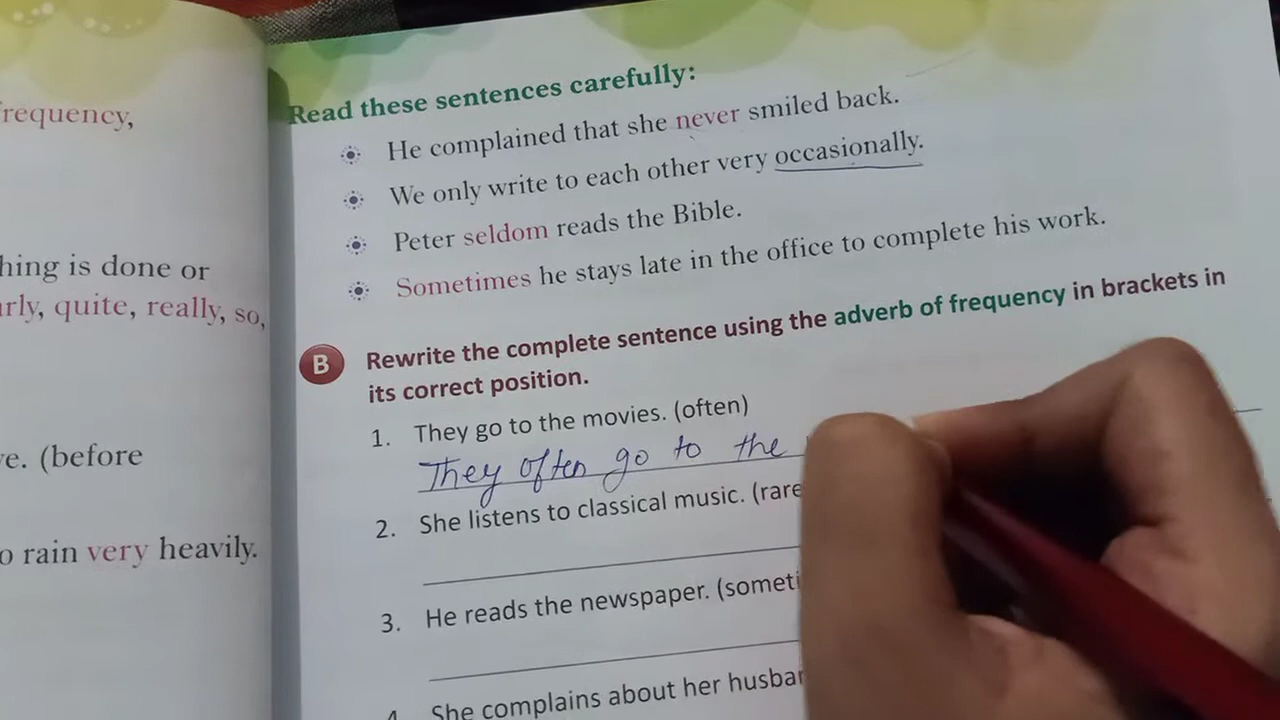 requency,
hing is done or
rly, quite, really, so,
e. (before
o rain very heavily.
Read these sentences carefully:
He complained that she never smiled back.
We only write to each other very occasionally.
Peter seldom reads the Bible.
Sometimes he stays late in the office to complete his work.
B Rewrite the complete sentence using the adverb of frequency in brackets in
its correct position.
1. They go to the movies. (often)
They often go to the
2. She listens to classical music. (rare
3. He reads the newspaper. (someti
4. She complains about her husban